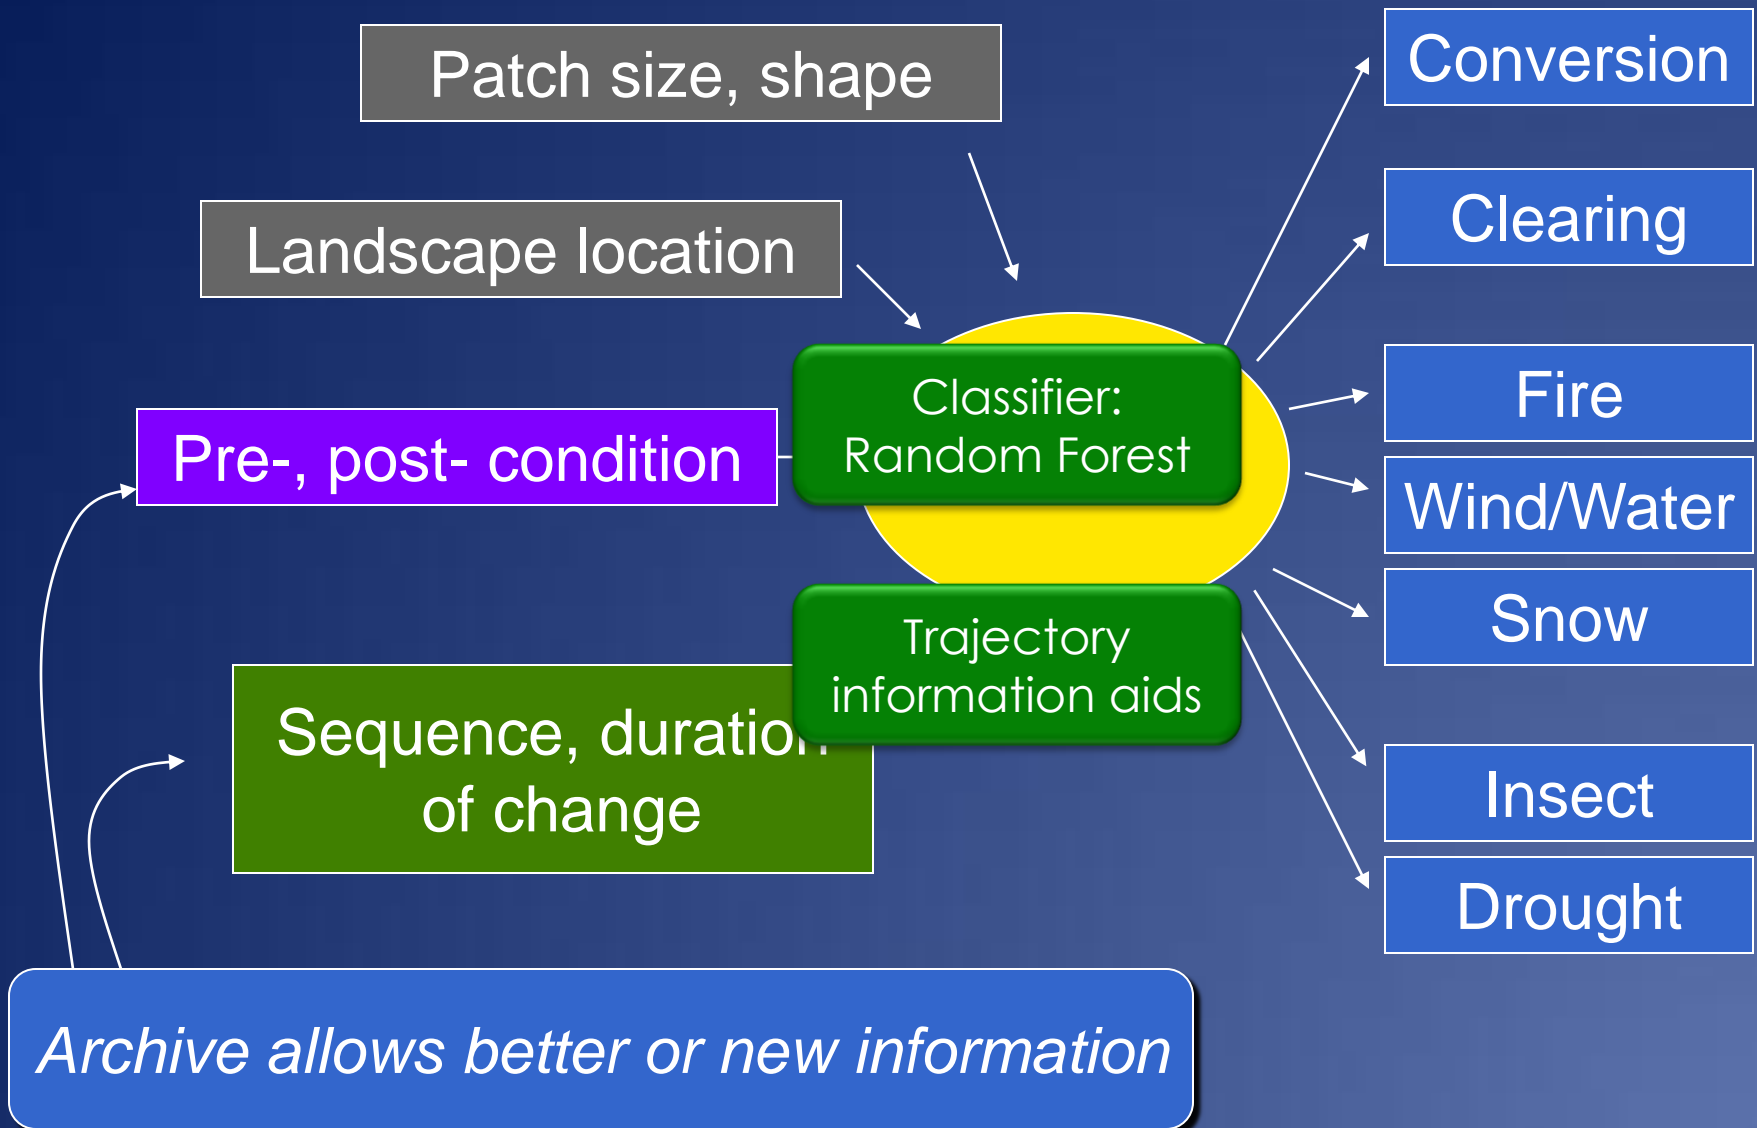 Patch size, shape
Landscape location
Pre-, post- condition
Sequence, duration
of change
Archive allows better or new information
Classifier:
Random Forest
Trajectory
information aids
Conversion
Clearing
Fire
Wind/Water
Snow
Insect
Drought